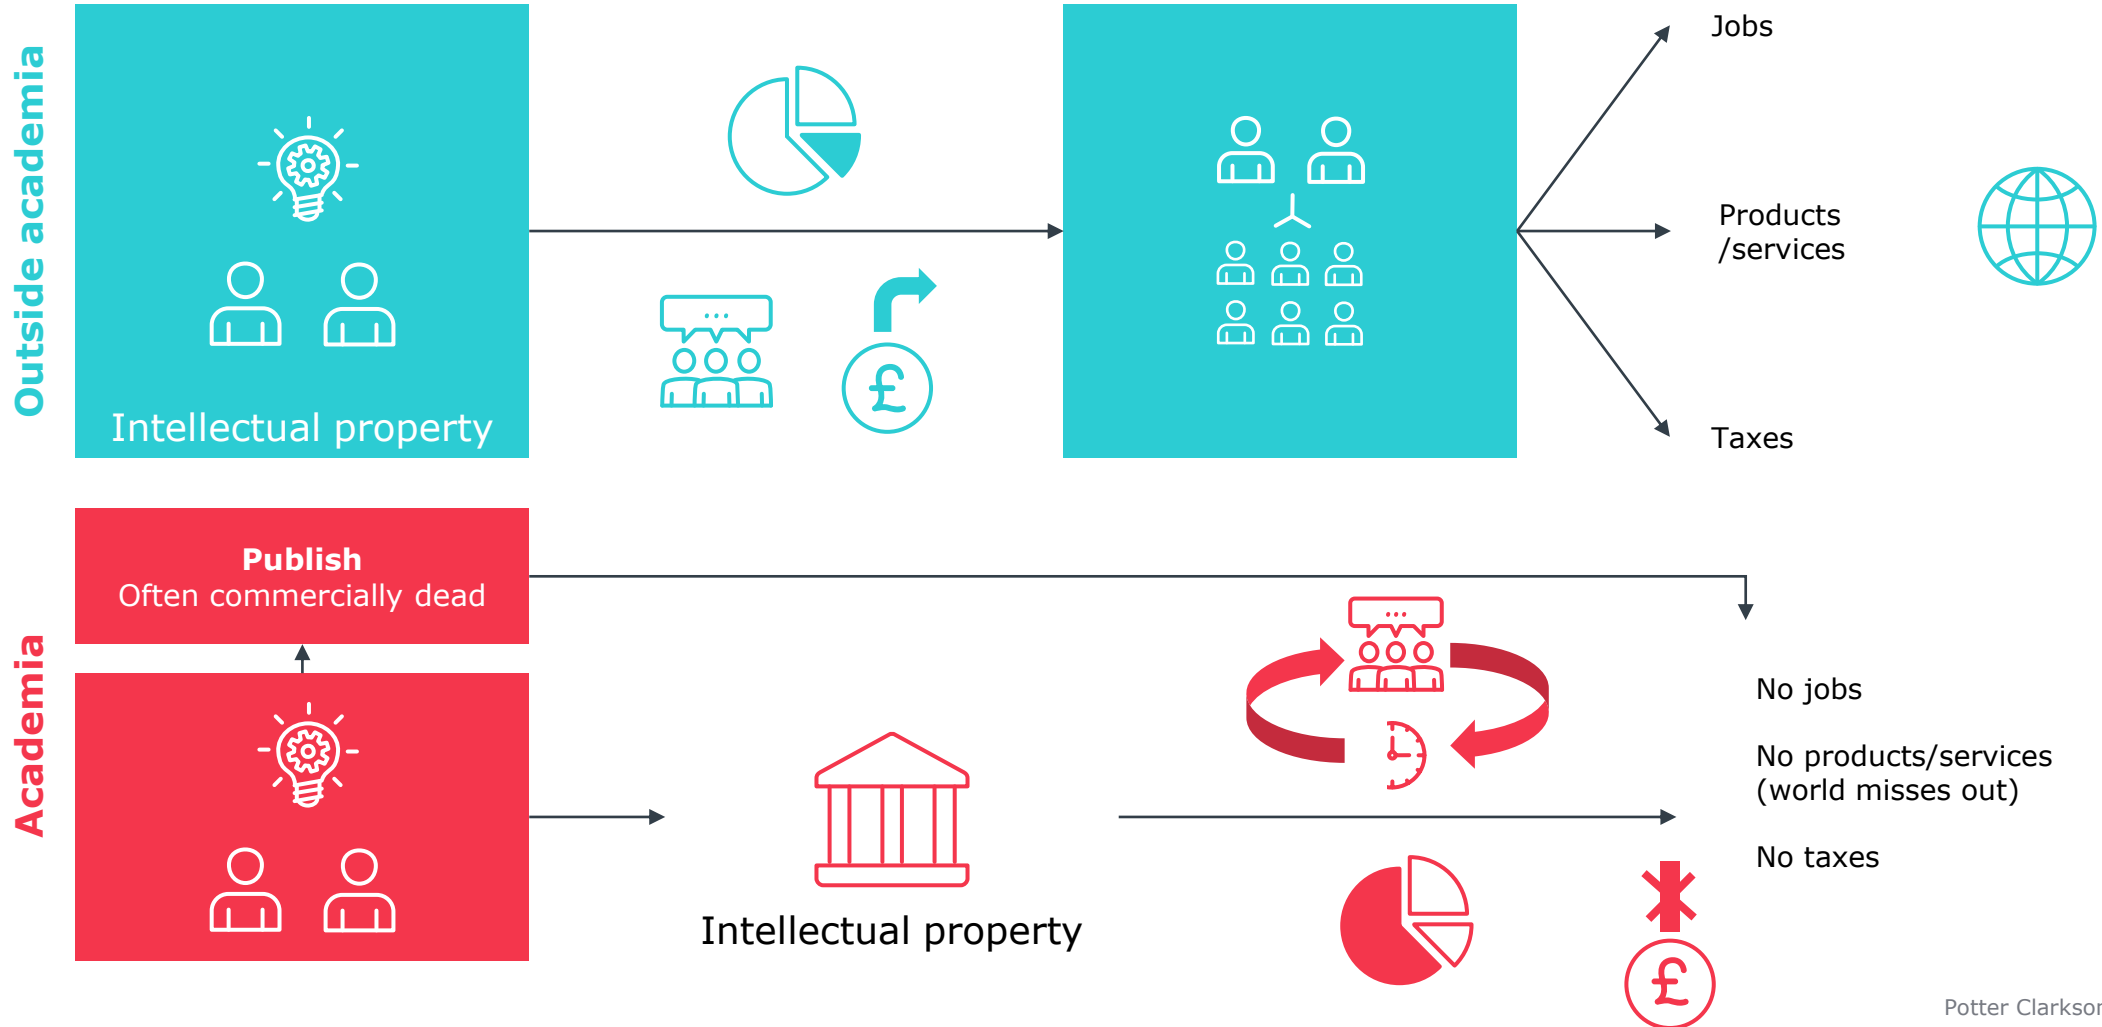 Outside academia
Intellectual property
Jobs
Products
/services
Taxes
Academia
Publish
Often commercially dead
Intellectual property
No jobs
No products/services
(world misses out)
No taxes
£
£
Potter Clarkson